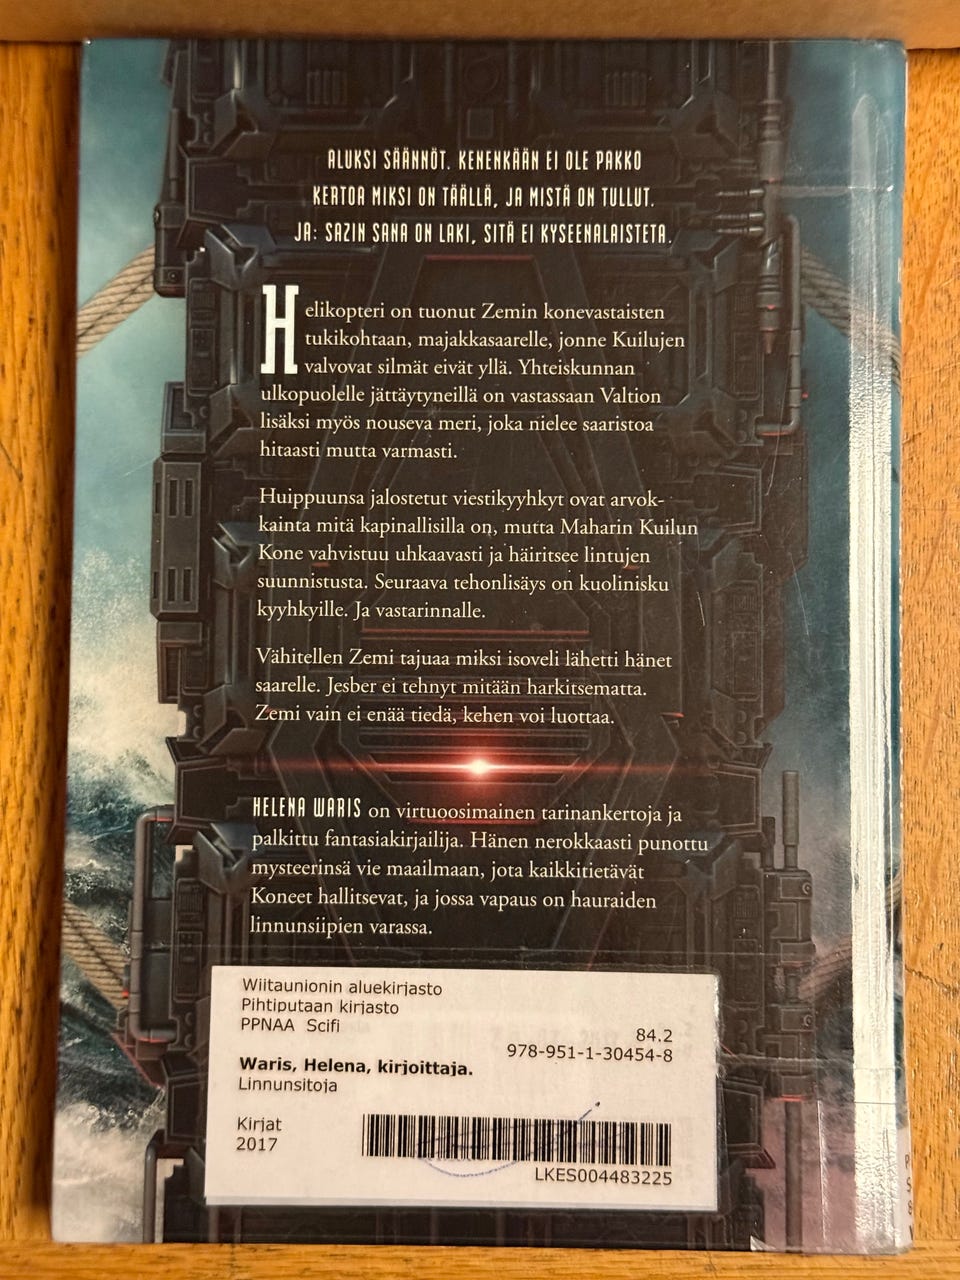 ALUKSI SÄÄNNÖT. KENENKÄÄN EI OLE PAKKO
KERTOA MIKSI ON TÄÄLLÄ, JA MISTÄ ON TULLUT.
JA: SAZIN SANA ON LAKI, SITÄ EI KYSEENALAISTETA.
Helikopteri on tuonut Zemin konevastaisten
tukikohtaan, majakkasaarelle, jonne Kuilujen
valvovat silmät eivät yllä. Yhteiskunnan
ulkopuolelle jättäytyneillä on vastassaan Valtion
lisäksi myös nouseva meri, joka nielee saaristoa
hitaasti mutta varmasti.
Huippuunsa jalostetut viestikyyhkyt ovat arvok-
kainta mitä kapinallisilla on, mutta Maharin Kuilun
Kone vahvistuu uhkaavasti ja häiritsee lintujen
suunnistusta. Seuraava tehonlisäys on kuolinisku
kyyhkyille. Ja vastarinnalle.
Vähitellen Zemi tajuaa miksi isoveli lähetti hänet
saarelle. Jesber ei tehnyt mitään harkitsematta.
Zemi vain ei enää tiedä, kehen voi luottaa.
HELENA WARIS on virtuoosimainen tarinankertoja ja
palkittu fantasiakirjailija. Hänen nerokkaasti punottu
mysteerinsä vie maailmaan, jota kaikkitietävät
Koneet hallitsevat, ja jossa vapaus on hauraiden
linnunsiipien varassa.
Wiitaunionin aluekirjasto
Pihtiputaan kirjasto
PPNAA Scifi
84.2
978-951-1-30454-8
Waris, Helena, kirjoittaja.
Linnunsitoja
Kirjat
2017
LKES004483225